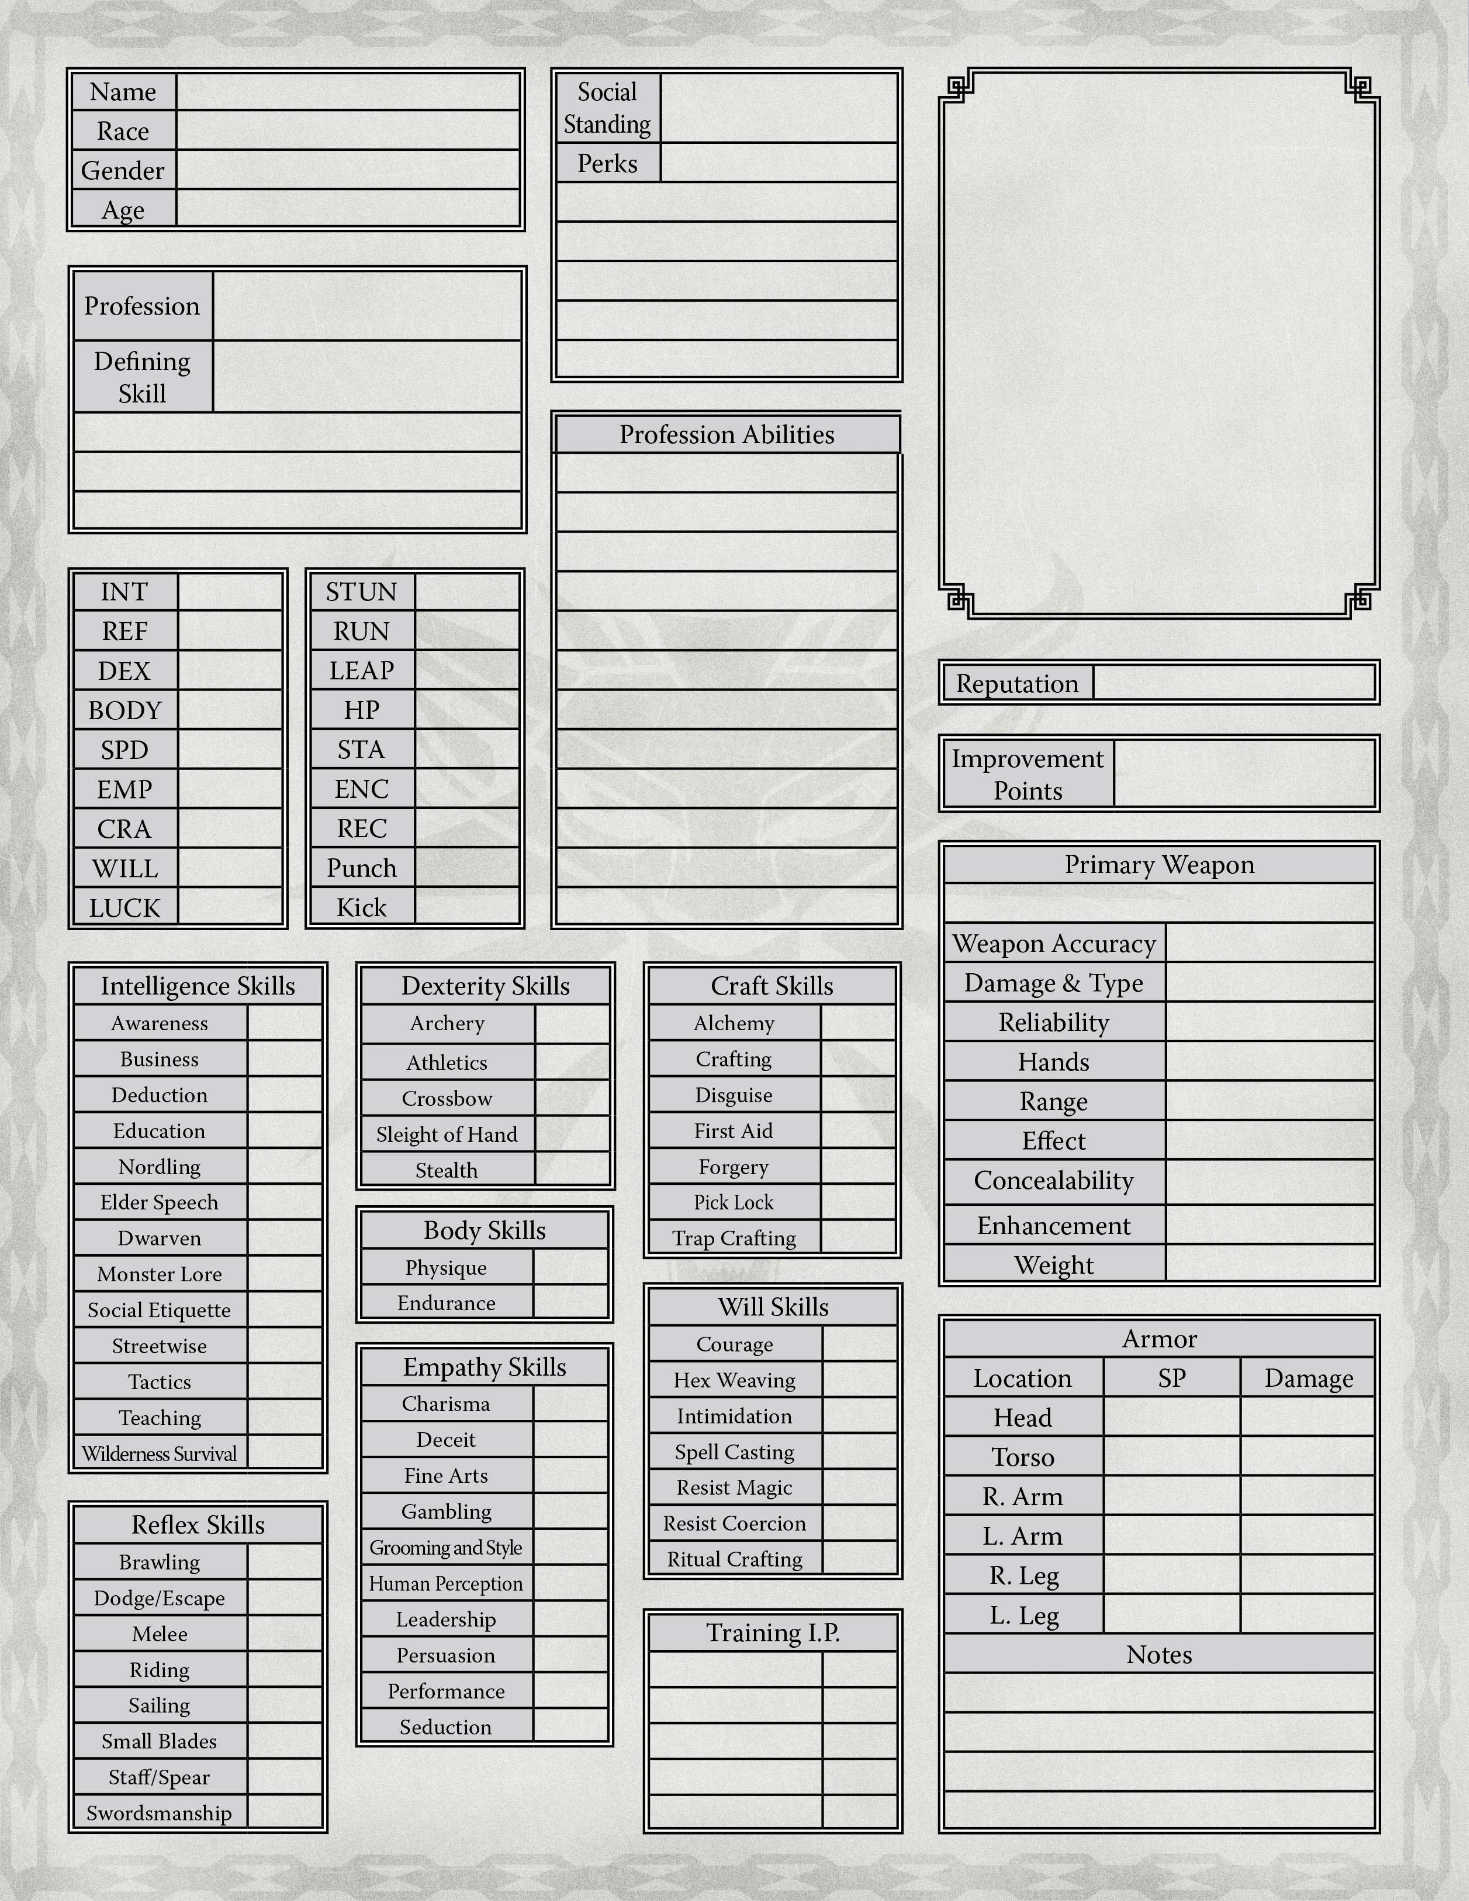 Name
Race
Gender
Age
Social
Standing
Perks
Profession
Defining
Skill
Profession Abilities
INT
REF
DEX
BODY
SPD
EMP
CRA
WILL
LUCK
STUN
RUN
LEAP
HP
STA
ENC
REC
Punch
Kick
Reputation
Improvement
Points
Primary Weapon
Weapon Accuracy
Damage & Type
Reliability
Hands
Range
Effect
Concealability
Enhancement
Weight
Intelligence Skills
Awareness
Business
Deduction
Education
Nordling
Elder Speech
Dwarven
Monster Lore
Social Etiquette
Streetwise
Tactics
Teaching
Wilderness Survival
Reflex Skills
Brawling
Dodge/Escape
Melee
Riding
Sailing
Small Blades
Staff/Spear
Swordsmanship
Dexterity Skills
Archery
Athletics
Crossbow
Sleight of Hand
Stealth
Body Skills
Physique
Endurance
Empathy Skills
Charisma
Deceit
Fine Arts
Gambling
Grooming and Style
Human Perception
Leadership
Persuasion
Performance
Seduction
Craft Skills
Alchemy
Crafting
Disguise
First Aid
Forgery
Pick Lock
Trap Crafting
Will Skills
Courage
Hex Weaving
Intimidation
Spell Casting
Resist Magic
Resist Coercion
Ritual Crafting
Training I.P.
Armor
Location SP Damage
Head
Torso
R. Arm
L. Arm
R. Leg
L. Leg
Notes